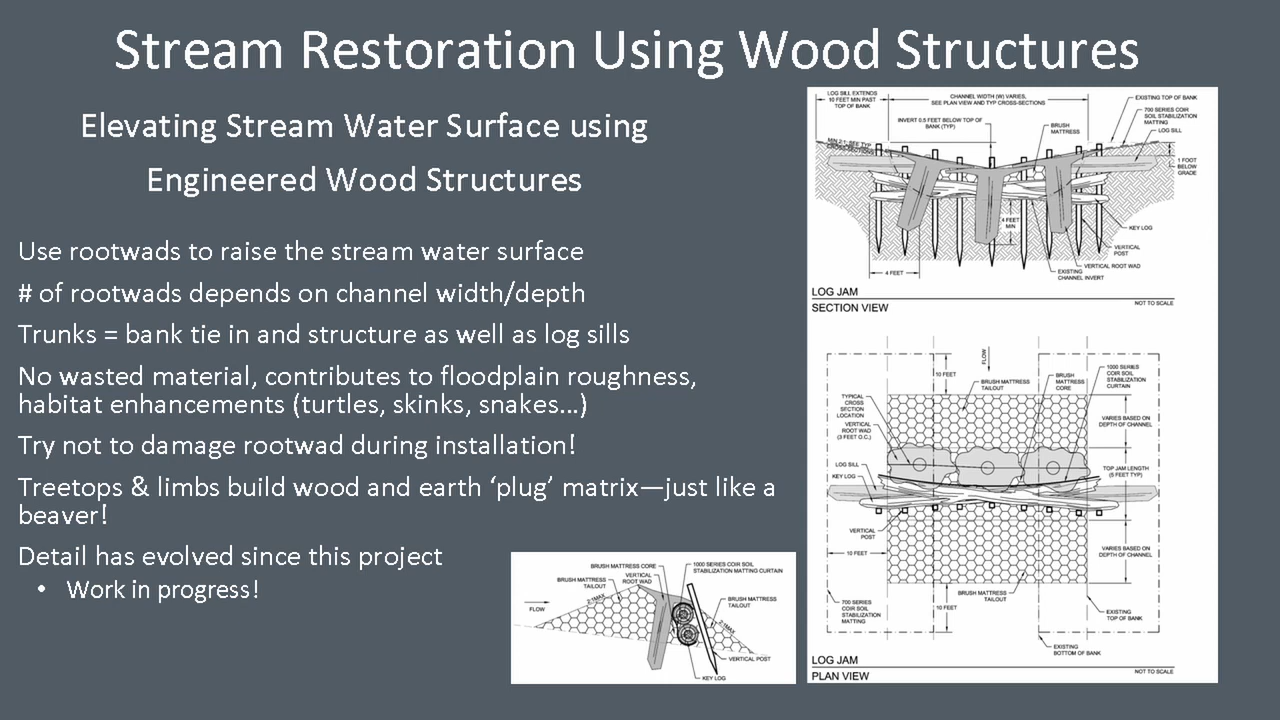 Stream Restoration Using Wood Structures
Elevating Stream Water Surface using
Engineered Wood Structures
Use rootwads to raise the stream water surface
# of rootwads depends on channel width/depth
Trunks = bank tie in and structure as well as log sills
No wasted material, contributes to floodplain roughness,
habitat enhancements (turtles, skinks, snakes…)
Try not to damage rootwad during installation!
Treetops & limbs build wood and earth ‘plug’ matrix—just like a
beaver!
Detail has evolved since this project
• Work in progress!
BRUSH MATTRESS CORE
VERTICAL
ROOT WAD
1000 SERIES COIR SOIL
STABILIZATION MATTING CURTAIN
BRUSH MATTRESS
TAILOUT
2:1MAX
FLOW
BRUSH MATTRESS
TAILOUT
2:1MAX
VERTICAL POST
KEY LOG
LOG SILL EXTENDS
10 FEET MIN PAST
TOP OF BANK
CHANNEL WIDTH (W) VARIES,
SEE PLAN VIEW AND TYP CROSS-SECTIONS
EXISTING TOP OF BANK
700 SERIES COIR
SOIL STABILIZATION
MATTING
LOG SILL
INVERT 0.5 FEET BELOW TOP OF
BANK (TYP)
BRUSH
MATTRESS
MIN 2:1, SEE TYP
CROSS-SECTIONS
1 FOOT
BELOW
GRADE
4 FEET
MIN
KEY LOG
VERTICAL
POST
VERTICAL ROOT WAD
EXISTING
CHANNEL INVERT
4 FEET
LOG JAM
NOT TO SCALE
SECTION VIEW
FLOW
10 FEET
BRUSH MATTRESS
TAILOUT
BRUSH
MATTRESS
CORE
1000 SERIES
COIR SOIL
STABILIZATION
CURTAIN
TYPICAL
CROSS
SECTION
LOCATION
VERTICAL
ROOT WAD
(3 FEET O.C.)
VARIES BASED ON
DEPTH OF CHANNEL
LOG SILL
KEY LOG
TOP JAM LENGTH
(5 FEET TYP)
VERTICAL
POST
10 FEET
VARIES BASED ON
DEPTH OF CHANNEL
BRUSH MATTRESS
TAILOUT
700 SERIES
COIR SOIL
STABILIZATION
MATTING
10 FEET
EXISTING
TOP OF BANK
EXISTING
BOTTOM OF BANK
LOG JAM
NOT TO SCALE
PLAN VIEW